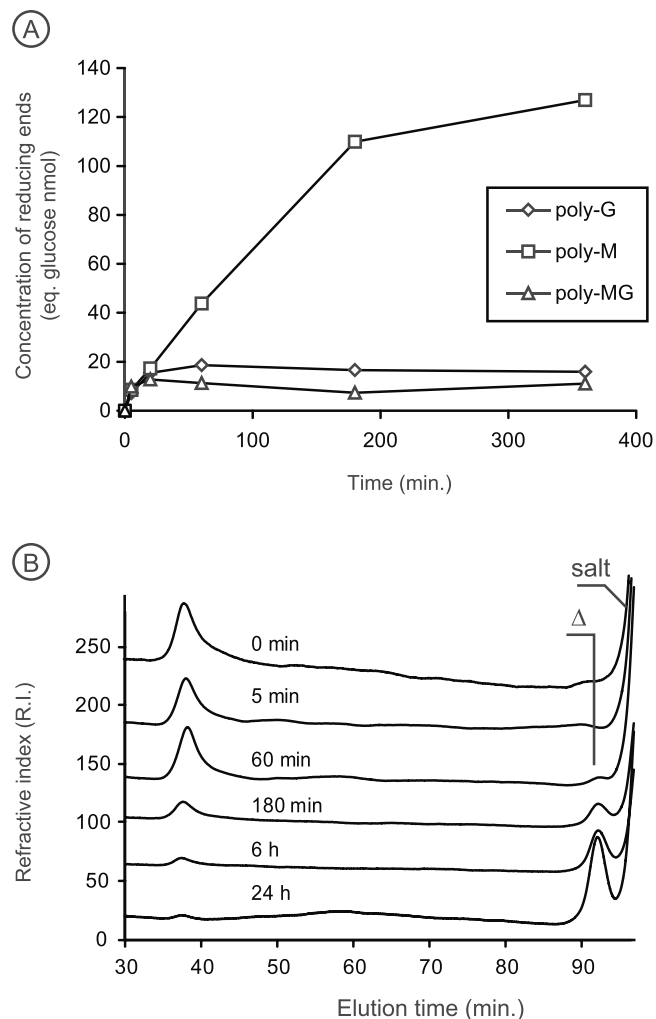 A
Concentration of reducing ends
(eq. glucose nmol)
140
120
100
80
60
40
20
0
0 100 200 300 400
Time (min.)
poly-G
poly-M
poly-MG
B
salt
Δ
Refractive index (R.I.)
250
200
150
100
50
0
0 min
5 min
60 min
180 min
6 h
24 h
30 40 50 60 70 80 90
Elution time (min.)